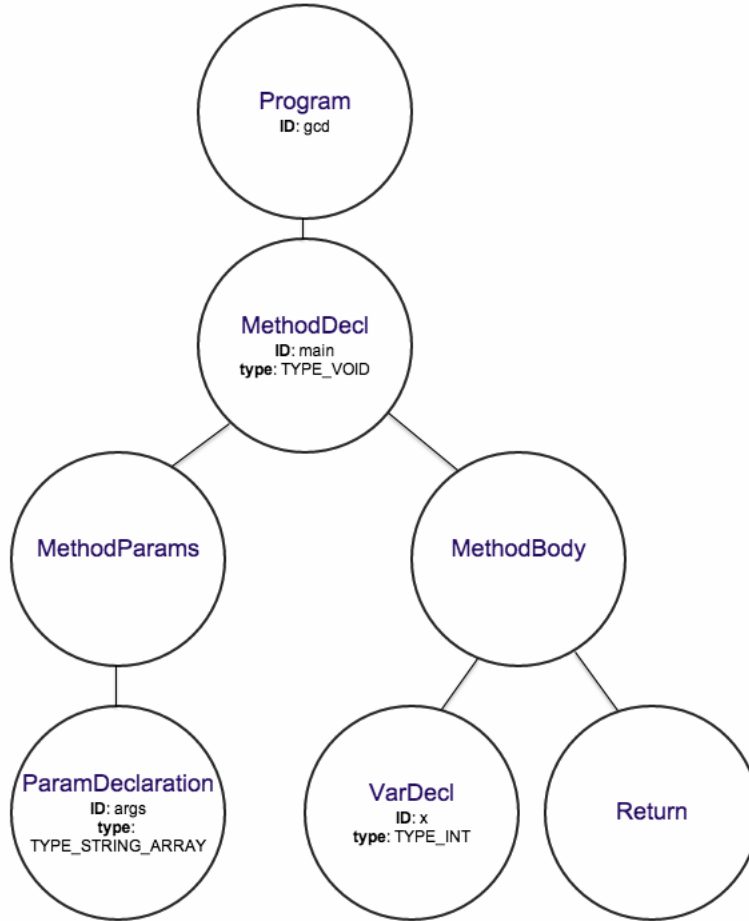 Program
ID: gcd
MethodDecl
ID: main
type: TYPE_VOID
MethodParams
MethodBody
ParamDeclaration
ID: args
type:
TYPE_STRING_ARRAY
VarDecl
ID: x
type: TYPE_INT
Return